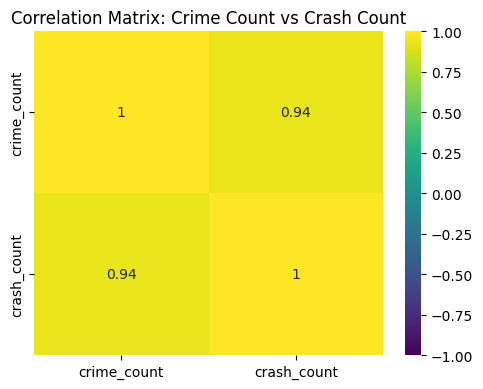 Correlation Matrix: Crime Count vs Crash Count
crime_count
crash_count
1
0.94
0.94
1
crime_count
crash_count
1.00
0.75
0.50
0.25
0.00
−0.25
−0.50
−0.75
−1.00